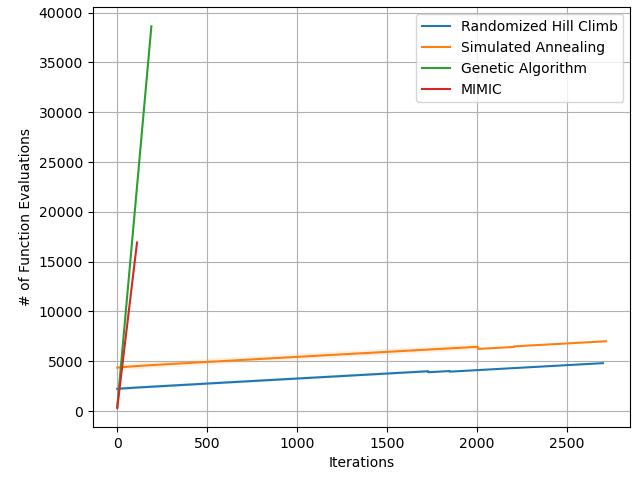 40000
35000
30000
25000
20000
15000
10000
5000
0
# of Function Evaluations
Randomized Hill Climb
Simulated Annealing
Genetic Algorithm
MIMIC
0 500 1000 1500 2000 2500
Iterations